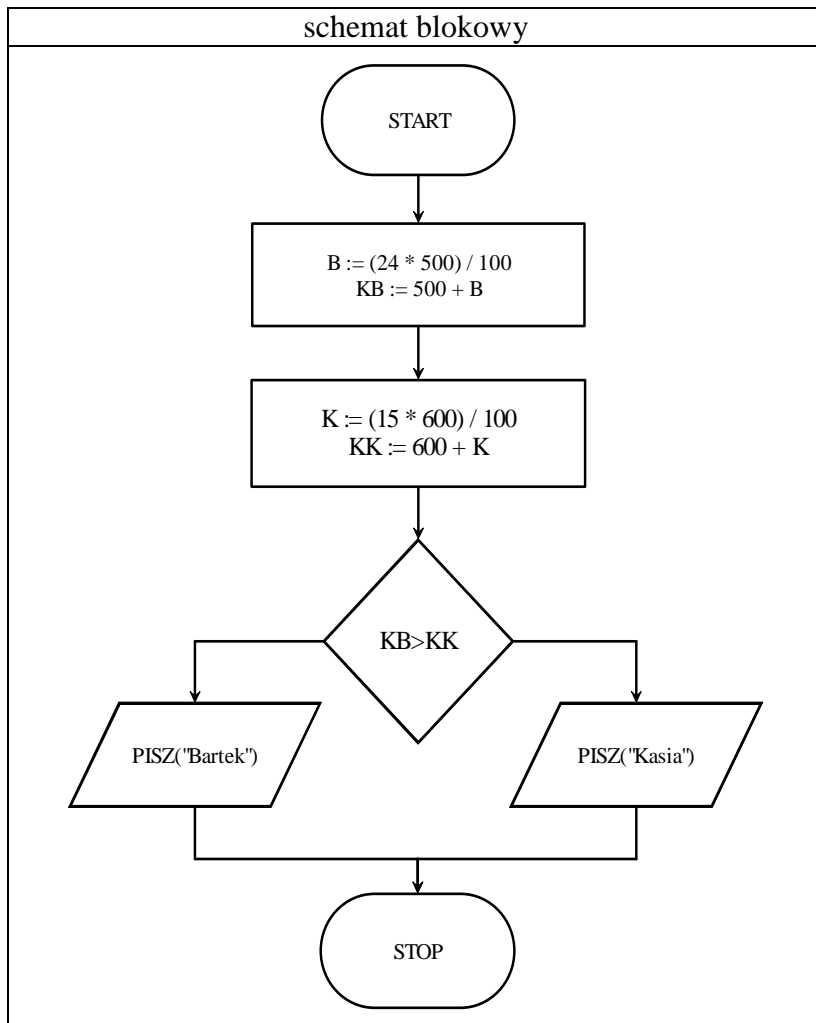 schemat blokowy
START
B := (24 * 500) / 100
KB := 500 + B
K := (15 * 600) / 100
KK := 600 + K
KB>KK
PISZ("Bartek")
PISZ("Kasia")
STOP